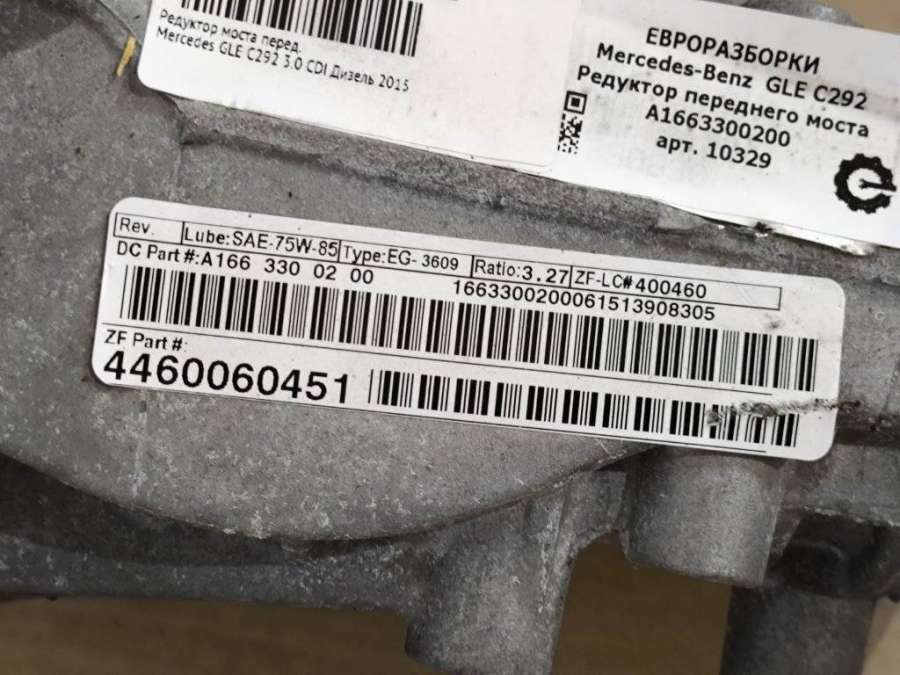 Редуктор моста перед.
Mercedes GLE C292 3.0 CDI Дизель 2015
ЕВРОРАЗБОРКИ
Mercedes-Benz GLE C292
Редуктор переднего моста
A1663300200
арт. 10329
Rev. Lube:SAE-75W-85 Type:EG- 3609 Ratio:3.27 ZF-LC#400460
DC Part #:A166 330 02 00 1663300200061513908305
ZF Part #:
4460060451